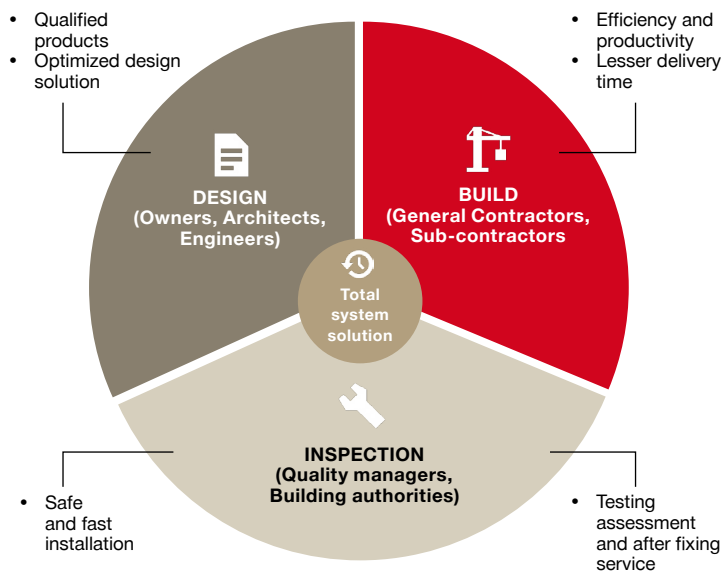 • Qualified
products
• Optimized design
solution
• Efficiency and
productivity
• Lesser delivery
time
DESIGN
(Owners, Architects,
Engineers)
BUILD
(General Contractors,
Sub-contractors
Total
system
solution
INSPECTION
(Quality managers,
Building authorities)
• Safe
and fast
installation
• Testing
assessment
and after fixing
service